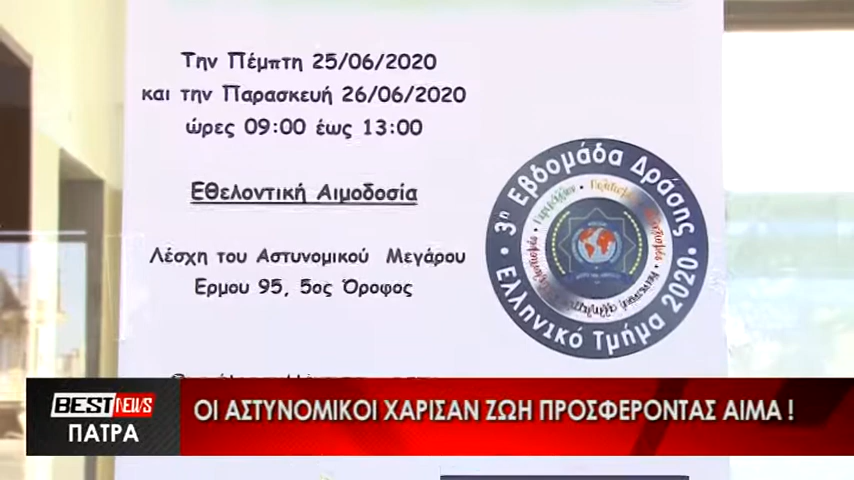 Την Πέμπτη 25/06/2020
και την Παρασκευή 26/06/2020
ώρες 09:00 έως 13:00
Εθελοντική Αιμοδοσία
Λέσχη του Αστυνομικού Μεγάρου
Ερμου 95, 5ος Όροφος
3η Εβδομάδα Δράσης
Ελληνικό Τμήμα 2020
BEST NEWS
ΠΑΤΡΑ
ΟΙ ΑΣΤΥΝΟΜΙΚΟΙ ΧΑΡΙΣΑΝ ΖΩΗ ΠΡΟΣΦΕΡΟΝΤΑΣ ΑΙΜΑ !